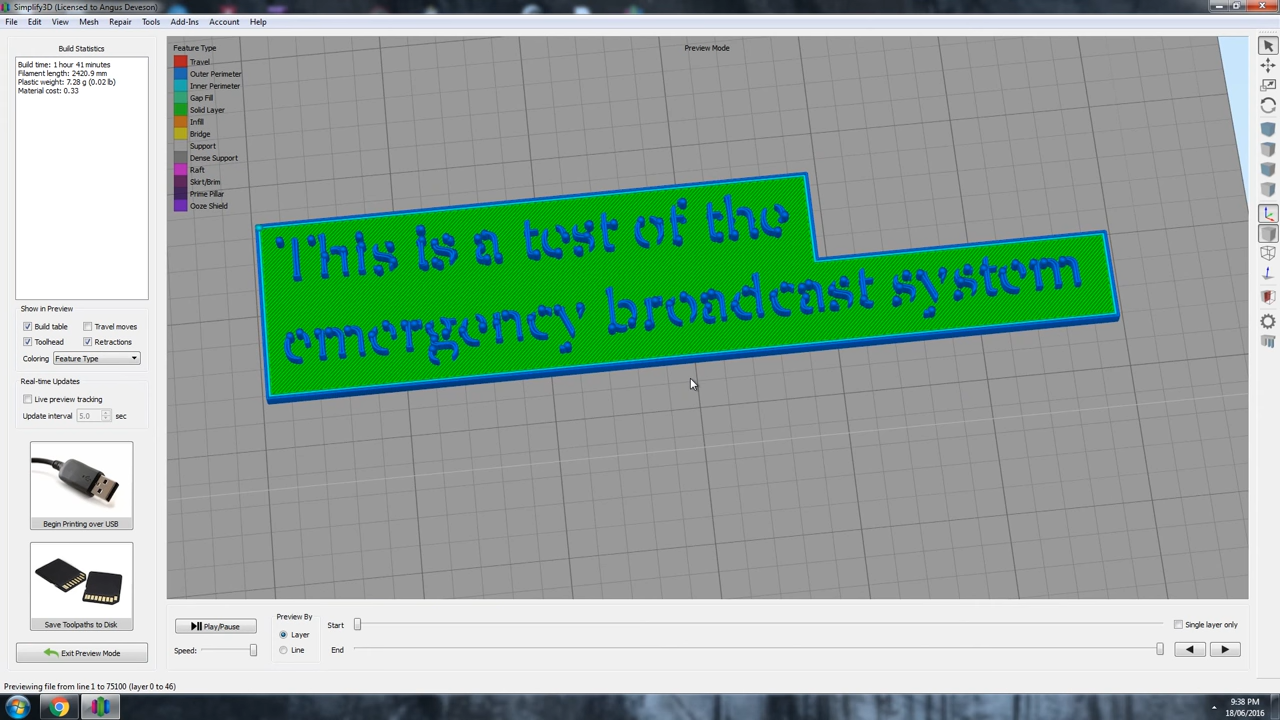 Simplify3D (Licensed to Angus Deveson)
File Edit View Mesh Repair Tools Add-Ins Account Help
Build Statistics
Build time: 1 hour 41 minutes
Filament length: 2420.9 mm
Plastic weight: 7.28 g (0.02 lb)
Material cost: 0.33
Show in Preview
Build table
Travel moves
Toolhead
Retractions
Coloring Feature Type
Real-time Updates
Live preview tracking
Update interval 5.0 sec
Begin Printing over USB
Save Toolpaths to Disk
Exit Preview Mode
Feature Type
Travel
Outer Perimeter
Inner Perimeter
Gap Fill
Solid Layer
Infill
Bridge
Support
Dense Support
Raft
Skirt/Brim
Prime Pillar
Ooze Shield
Preview Mode
This is a test of the
emergency broadcast system
Play/Pause
Speed:
Preview By
Layer
Line
Start
End
Single layer only
Previewing file from line 1 to 75100 (layer 0 to 46)
9:38 PM
18/06/2016